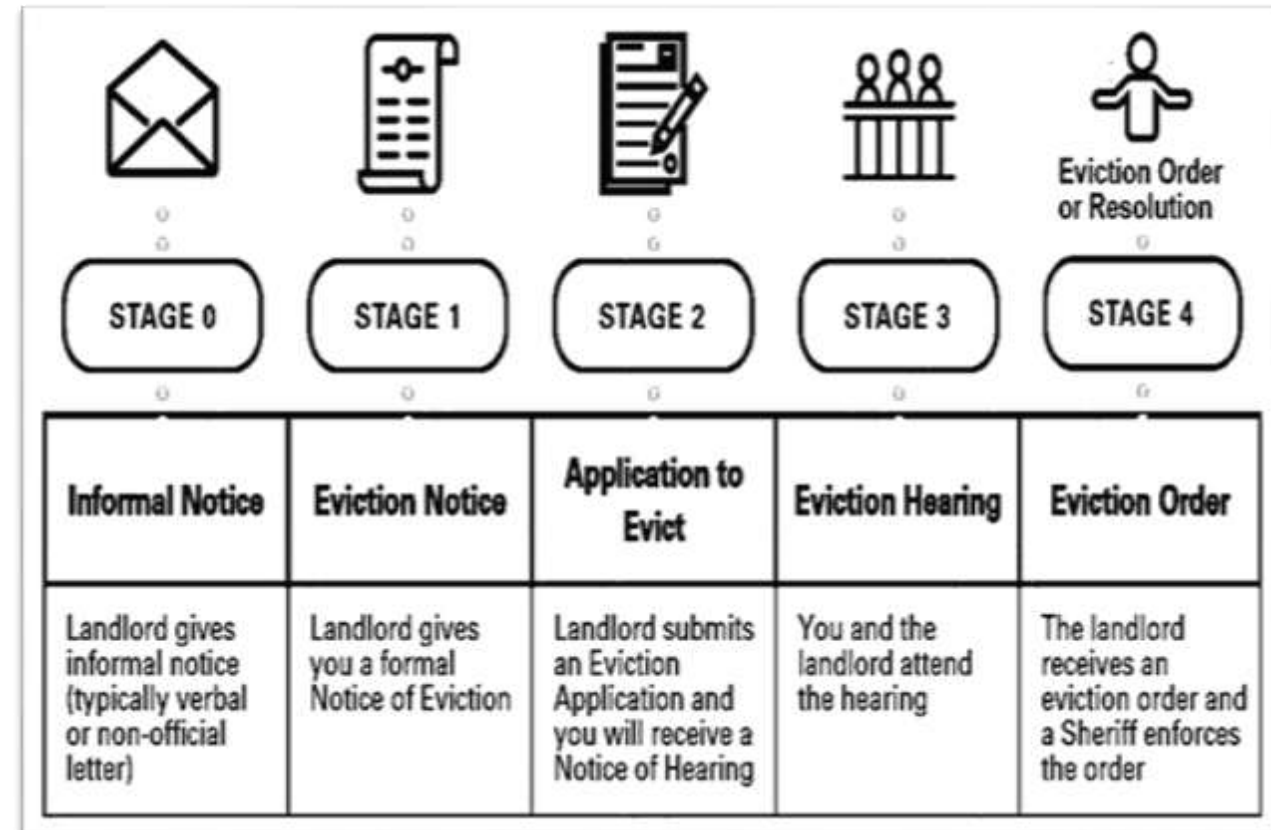 Eviction Order
or Resolution
STAGE 0
STAGE 1
STAGE 2
STAGE 3
STAGE 4
Informal Notice
Eviction Notice
Application to
Evict
Eviction Hearing
Eviction Order
Landlord gives
informal notice
(typically verbal
or non-official
letter)
Landlord gives
you a formal
Notice of Eviction
Landlord submits
an Eviction
Application and
you will receive a
Notice of Hearing
You and the
landlord attend
the hearing
The landlord
receives an
eviction order and
a Sheriff enforces
the order